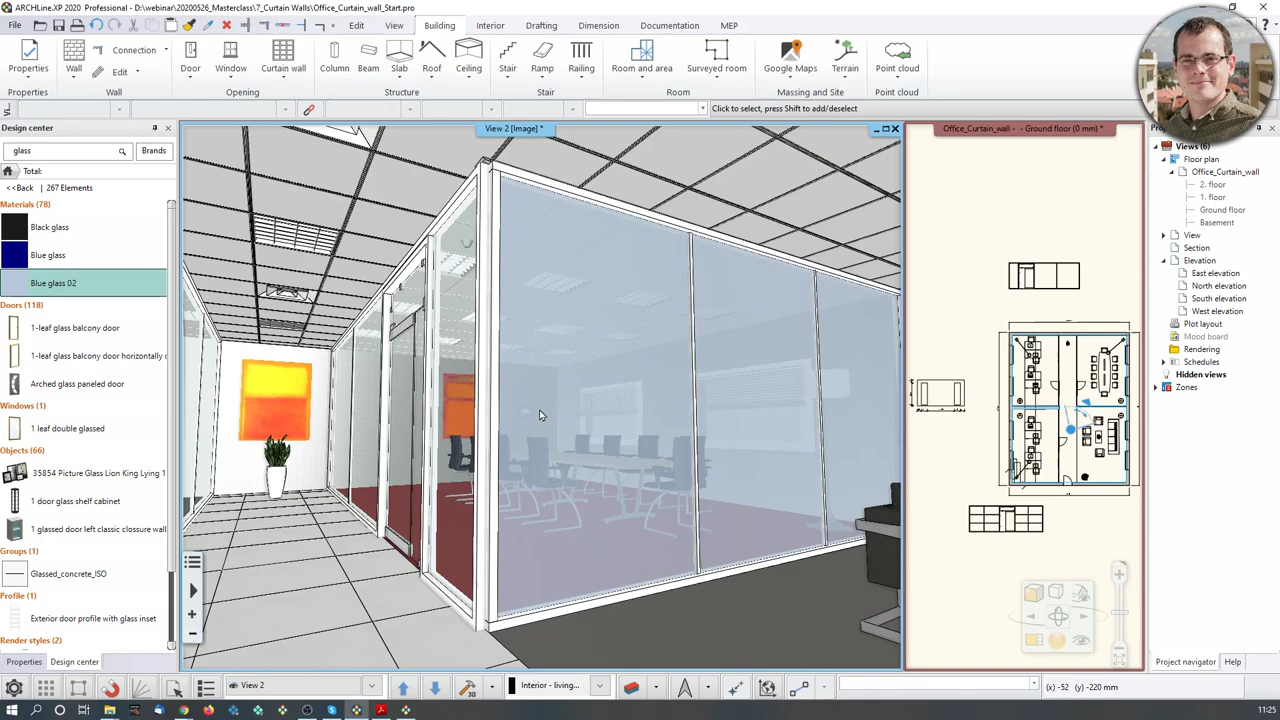 ARCHLine.XP 2020 Professional - D:\webinar\20200526_Masterclass\7_Curtain Walls\Office_Curtain_wall_Start.pro
File Edit View Building Interior Drafting Dimension Documentation MEP
Properties Wall Connection Edit Door Window Curtain wall Column Beam Slab Roof Ceiling Stair Ramp Railing Room and area Surveyed room Google Maps Terrain Point cloud
Properties Wall Opening Structure Stair Room Massing and Site Point cloud
Click to select, press Shift to add/deselect
Design center
glass
Brands
Total:
<<Back | 267 Elements
Materials (78)
Black glass
Blue glass
Blue glass 02
Doors (118)
1-leaf glass balcony door
1-leaf glass balcony door horizontally
Arched glass paneled door
Windows (1)
1 leaf double glassed
Objects (66)
35854 Picture Glass Lion King Lying 1
1 door glass shelf cabinet
1 glassed door left classic clossure wall
Groups (1)
Glassed_concrete_ISO
Profile (1)
Exterior door profile with glass inset
Render styles (2)
Properties Design center
View 2 [Image] *
Office_Curtain_wall - - Ground floor (0 mm) *
Views (6)
Floor plan
Office_Curtain_wall
2. floor
1. floor
Ground floor
Basement
View
Section
Elevation
East elevation
North elevation
South elevation
West elevation
Plot layout
Mood board
Rendering
Schedules
Hidden views
Zones
Project navigator Help
View 2
Interior - living...
(x) -52 (y) -220 mm
11:25